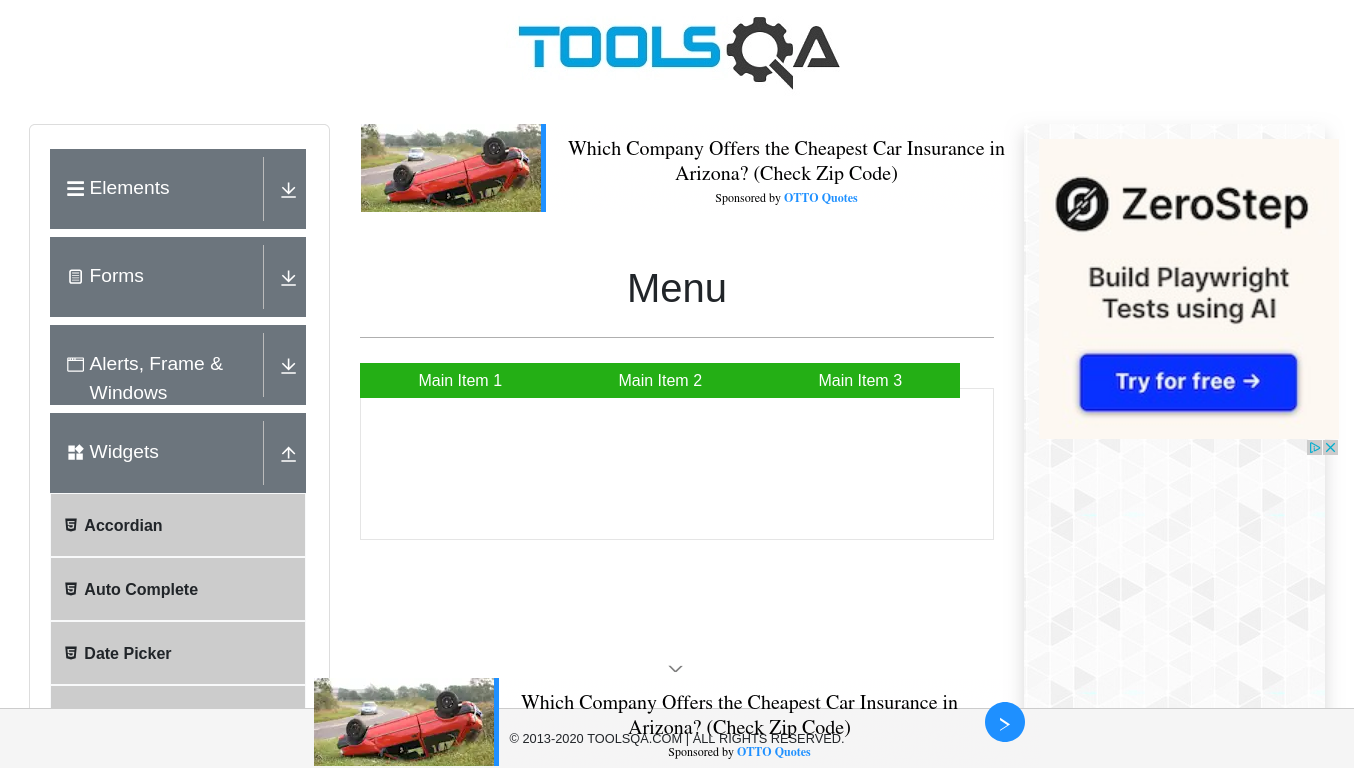 TOOLSQA
Elements
Forms
Alerts, Frame &
Windows
Widgets
Accordian
Auto Complete
Date Picker
Which Company Offers the Cheapest Car Insurance in
Arizona? (Check Zip Code)
Sponsored by OTTO Quotes
Menu
Main Item 1
Main Item 2
Main Item 3
ZeroStep
Build Playwright
Tests using AI
Try for free →
Which Company Offers the Cheapest Car Insurance in
Arizona? (Check Zip Code)
© 2013-2020 TOOLSQA.COM | ALL RIGHTS RESERVED.
Sponsored by OTTO Quotes